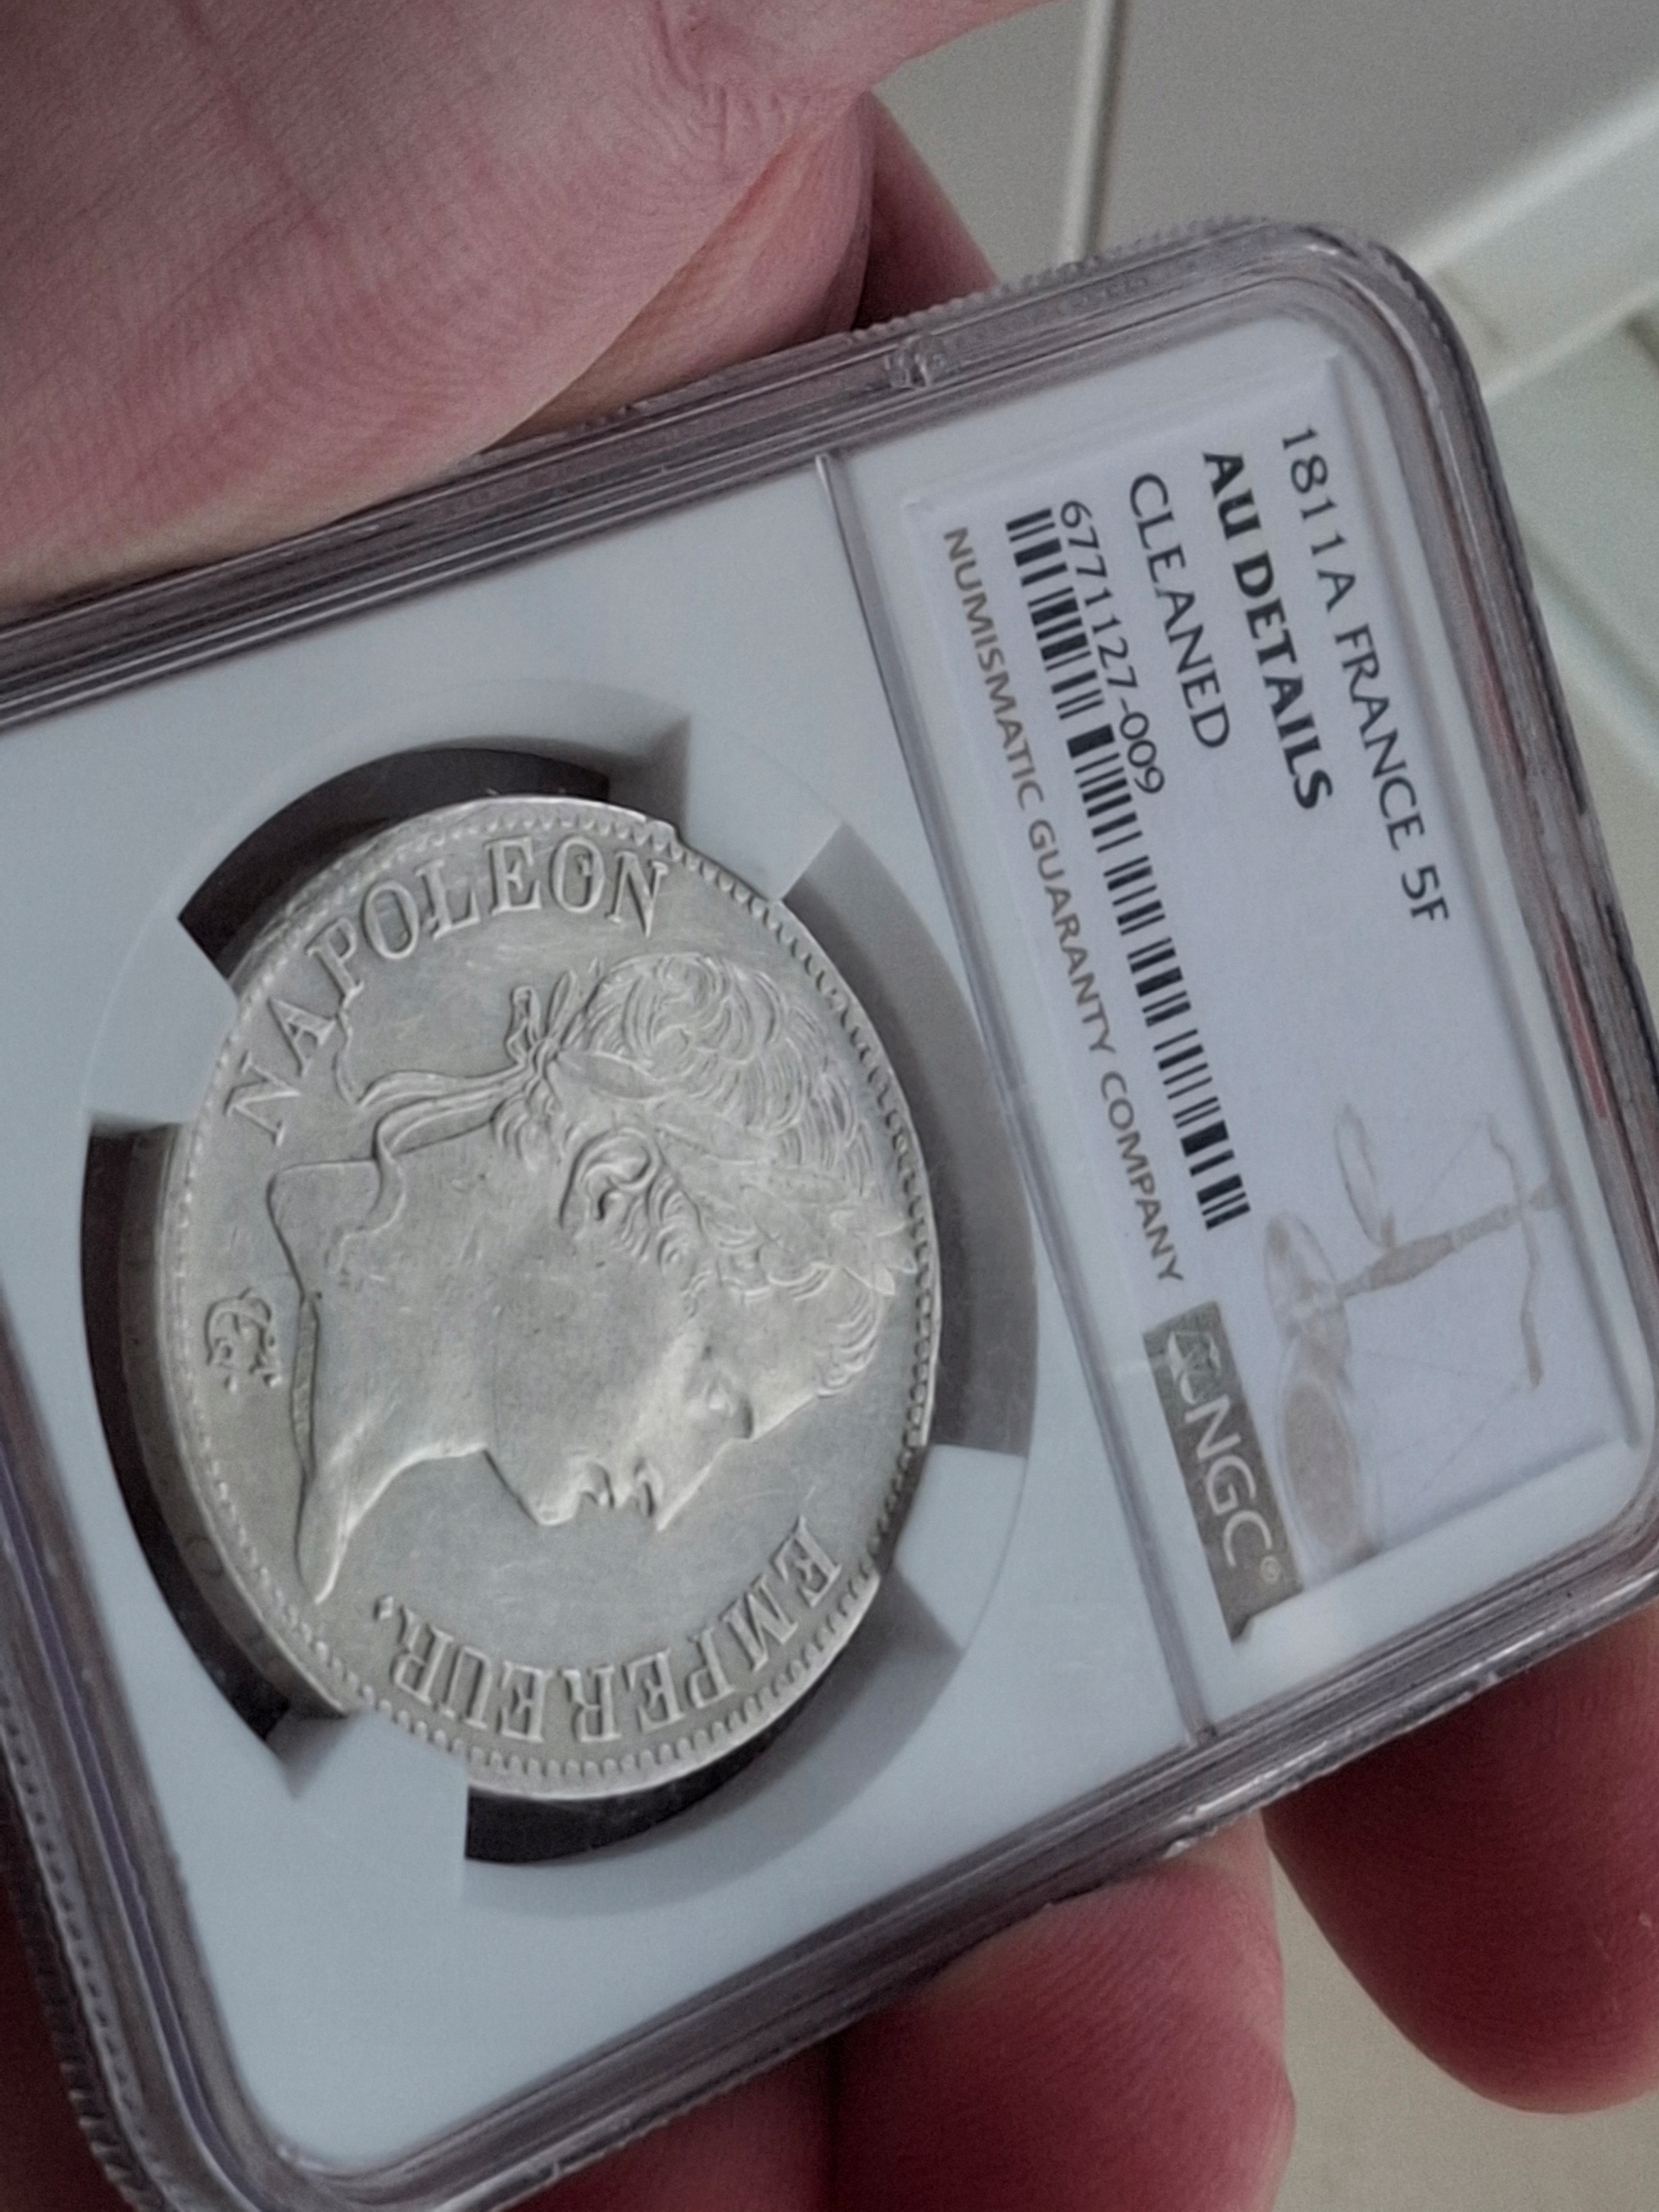 1811A FRANCE 5F
AU DETAILS
CLEANED
6771127-009
NUMISMATIC GUARANTY COMPANY
NGC®
NAPOLEON
EMPEREUR.